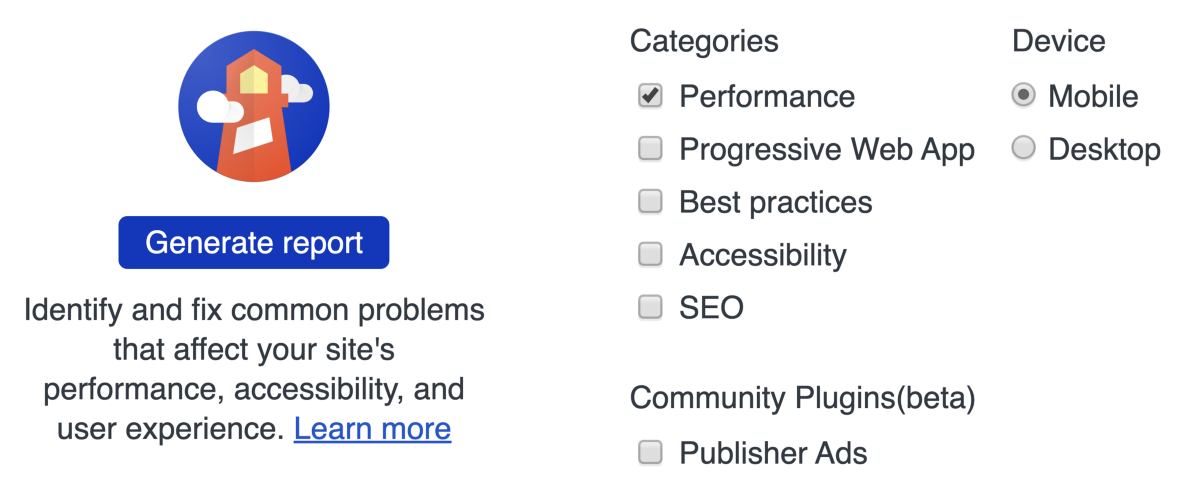 Generate report
Identify and fix common problems
that affect your site's
performance, accessibility, and
user experience. Learn more
Categories
Performance
Progressive Web App
Best practices
Accessibility
SEO
Community Plugins(beta)
Publisher Ads
Device
Mobile
Desktop